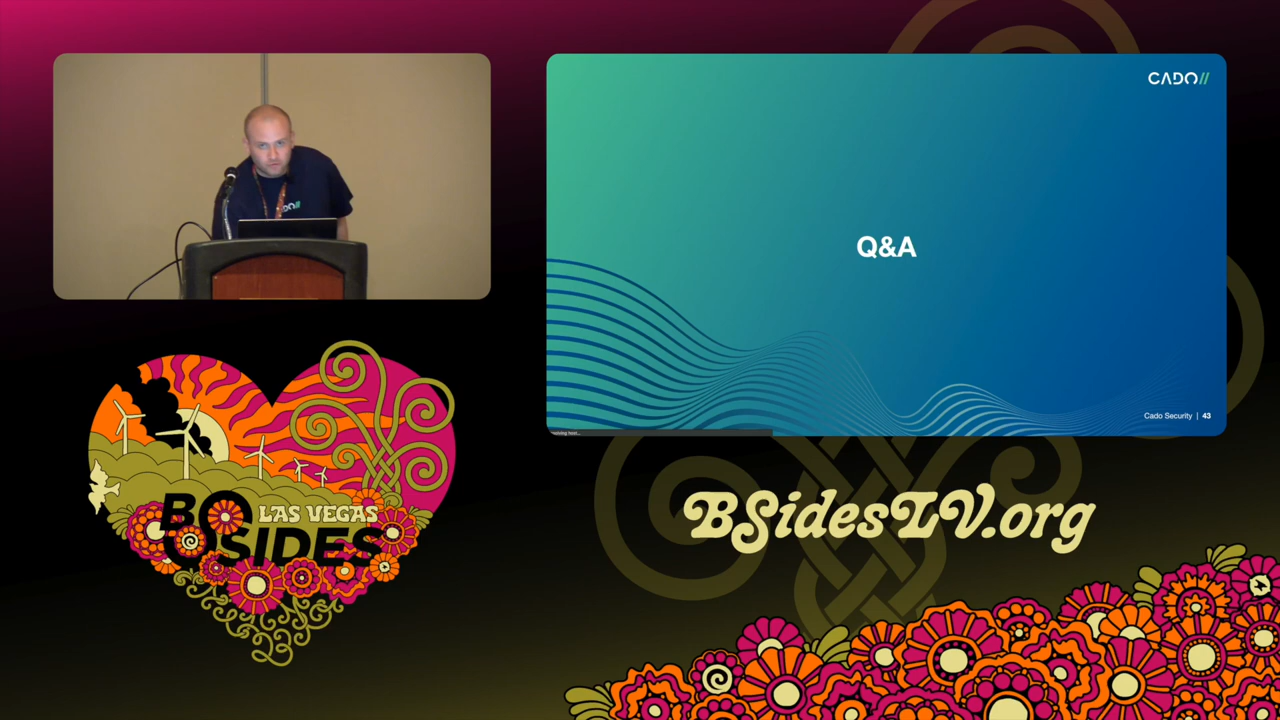 CADO//
Q&A
Cado Security | 43
BSidesLV.org
BSIDES
LAS VEGAS